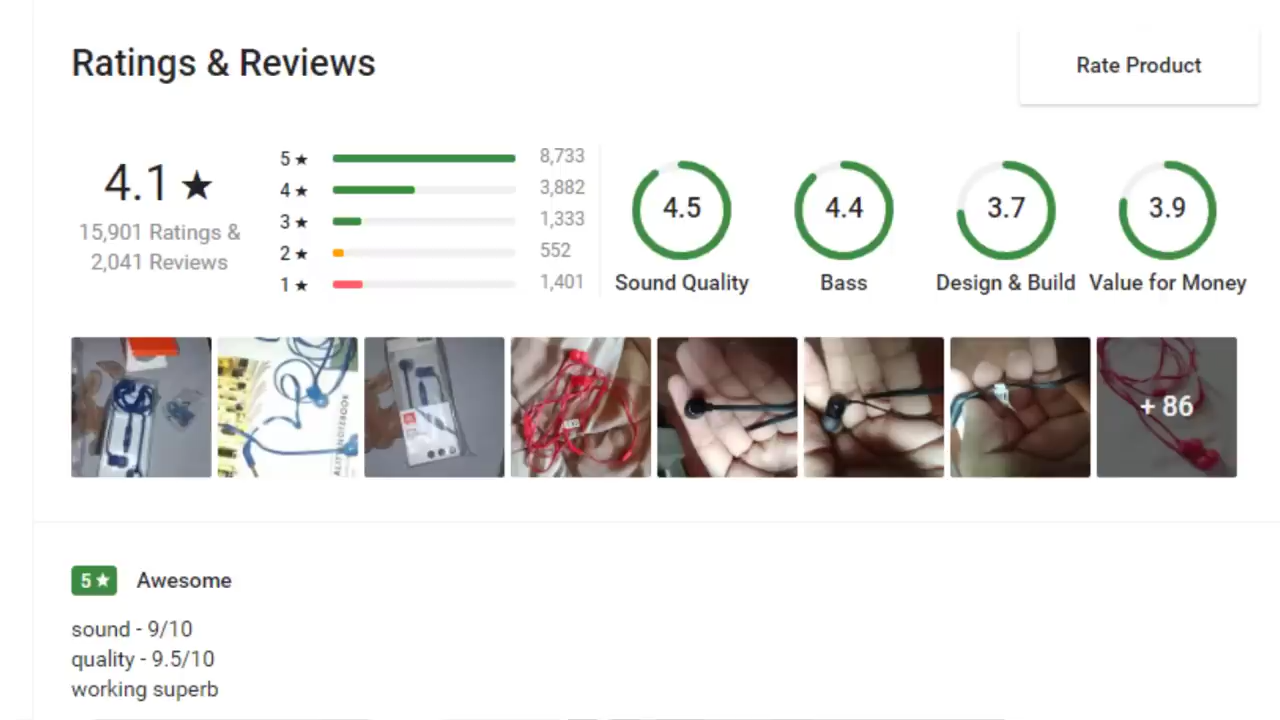 Ratings & Reviews
Rate Product
4.1★
15,901 Ratings &
2,041 Reviews
5★ 8,733
4★ 3,882
3★ 1,333
2★ 552
1★ 1,401
4.5
Sound Quality
4.4
Bass
3.7
Design & Build
3.9
Value for Money
NOTEBOOK
+ 86
5★ Awesome
sound - 9/10
quality - 9.5/10
working superb